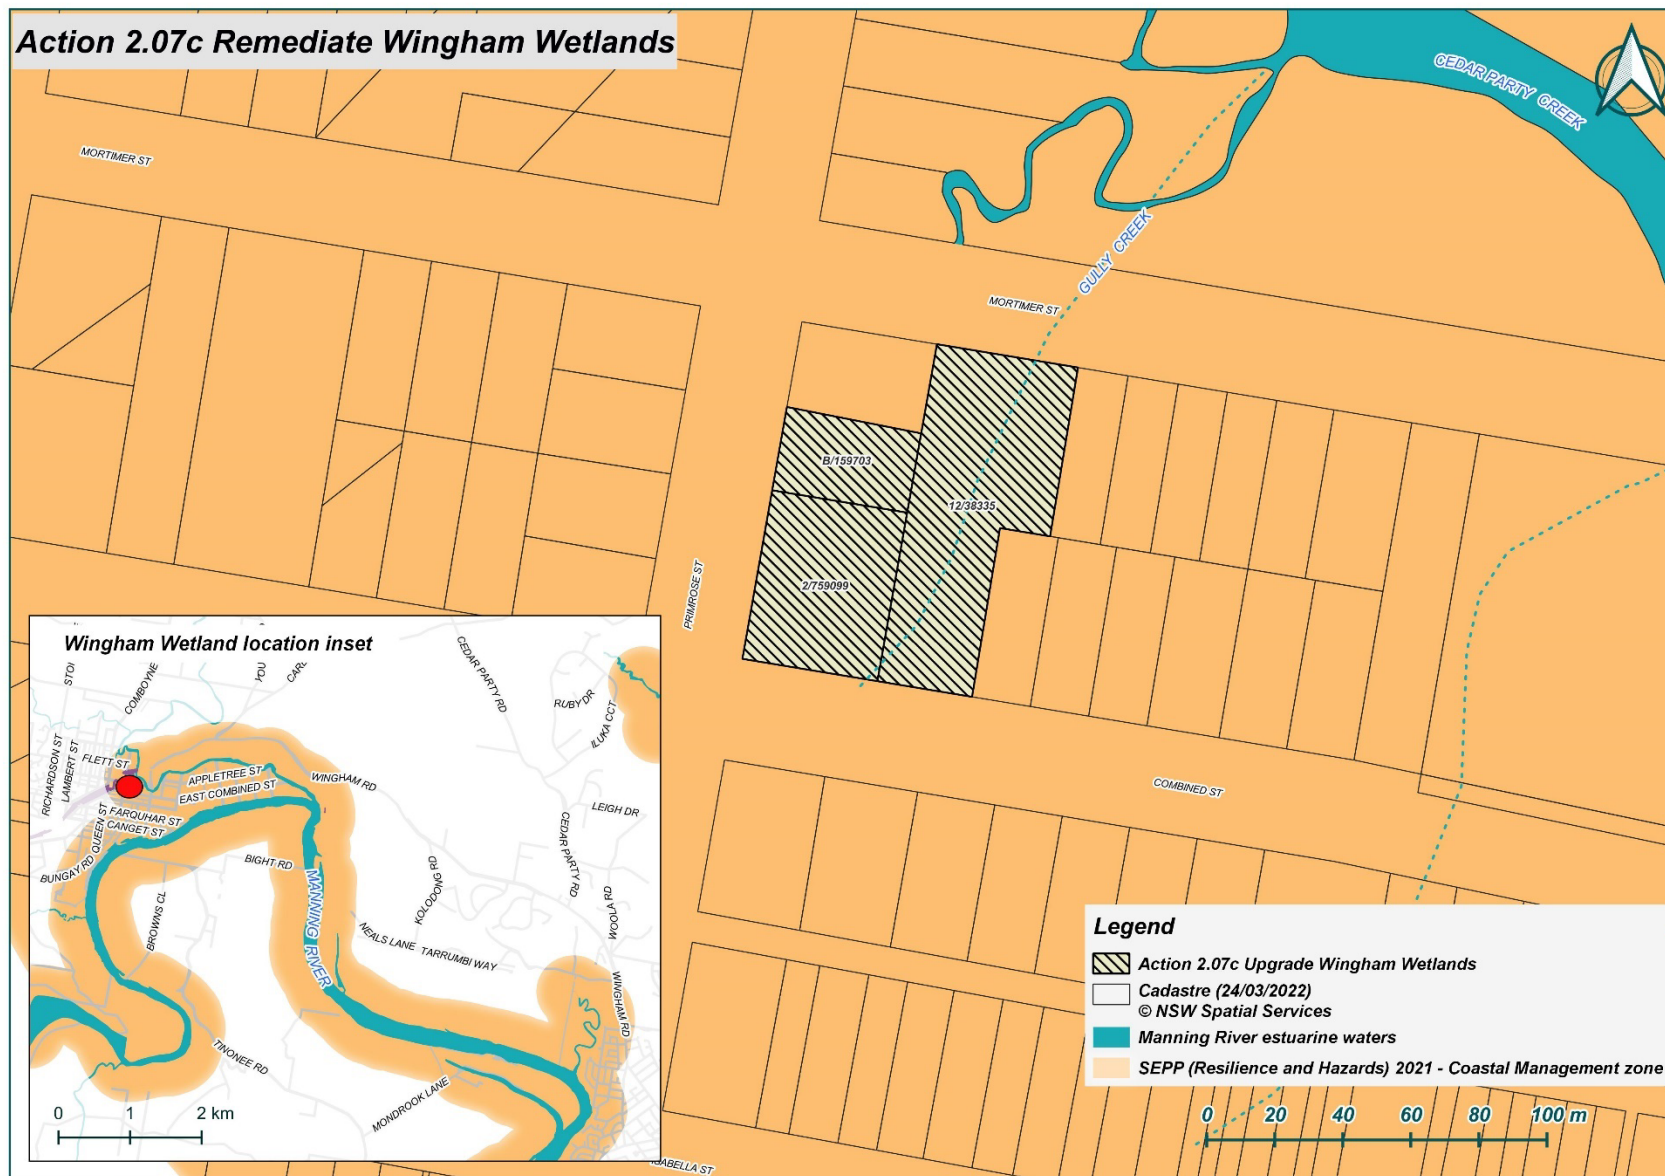 Action 2.07c Remediate Wingham Wetlands
CEDAR PARTY CREEK
MORTIMER ST
GULLY CREEK
MORTIMER ST
B/159703
12/38335
2/759099
PRIMROSE ST
COMBINED ST
ISABELLA ST
Wingham Wetland location inset
COMBOYNE
YOU
CEDAR PARTY RD
RUBY DR
ILUKA CCT
RICHARDSON ST
LAMBERT ST
FLETT ST
APPLETREE ST
EAST COMBINED ST
WINGHAM RD
LEIGH DR
FARQUHAR ST
CANGET ST
QUEEN ST
BUNGAY RD
BIGHT RD
CEDAR PARTY RD
KOLODONG RD
WOOLA RD
BROWNS CL
MANNING RIVER
NEALS LANE
TARRUMBI WAY
WINGHAM RD
TINONEE RD
MONDROOK LANE
0 1 2 km
Legend
Action 2.07c Upgrade Wingham Wetlands
Cadastre (24/03/2022)
© NSW Spatial Services
Manning River estuarine waters
SEPP (Resilience and Hazards) 2021 - Coastal Management zone
0 20 40 60 80 100 m